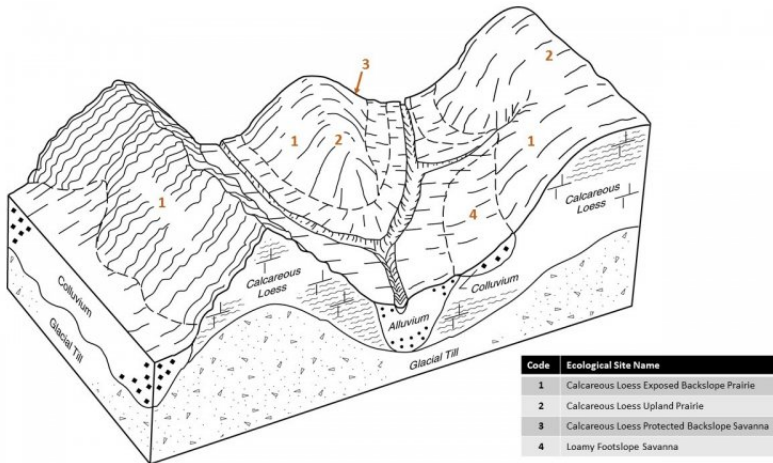 3
2
1
2
1
1
4
Calcareous
Loess
Calcareous
Loess
Colluvium
Colluvium
Alluvium
Glacial Till
Glacial Till
Code Ecological Site Name
1 Calcareous Loess Exposed Backslope Prairie
2 Calcareous Loess Upland Prairie
3 Calcareous Loess Protected Backslope Savanna
4 Loamy Footslope Savanna